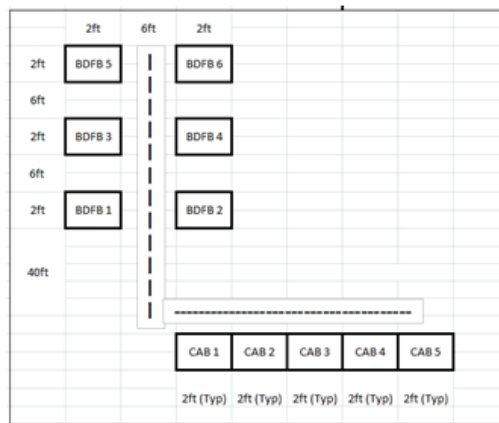 2ft 6ft 2ft
2ft BDFB 5 BDFB 6
6ft
2ft BDFB 3 BDFB 4
6ft
2ft BDFB 1 BDFB 2
40ft
CAB 1 CAB 2 CAB 3 CAB 4 CAB 5
2ft (Typ) 2ft (Typ) 2ft (Typ) 2ft (Typ) 2ft (Typ)